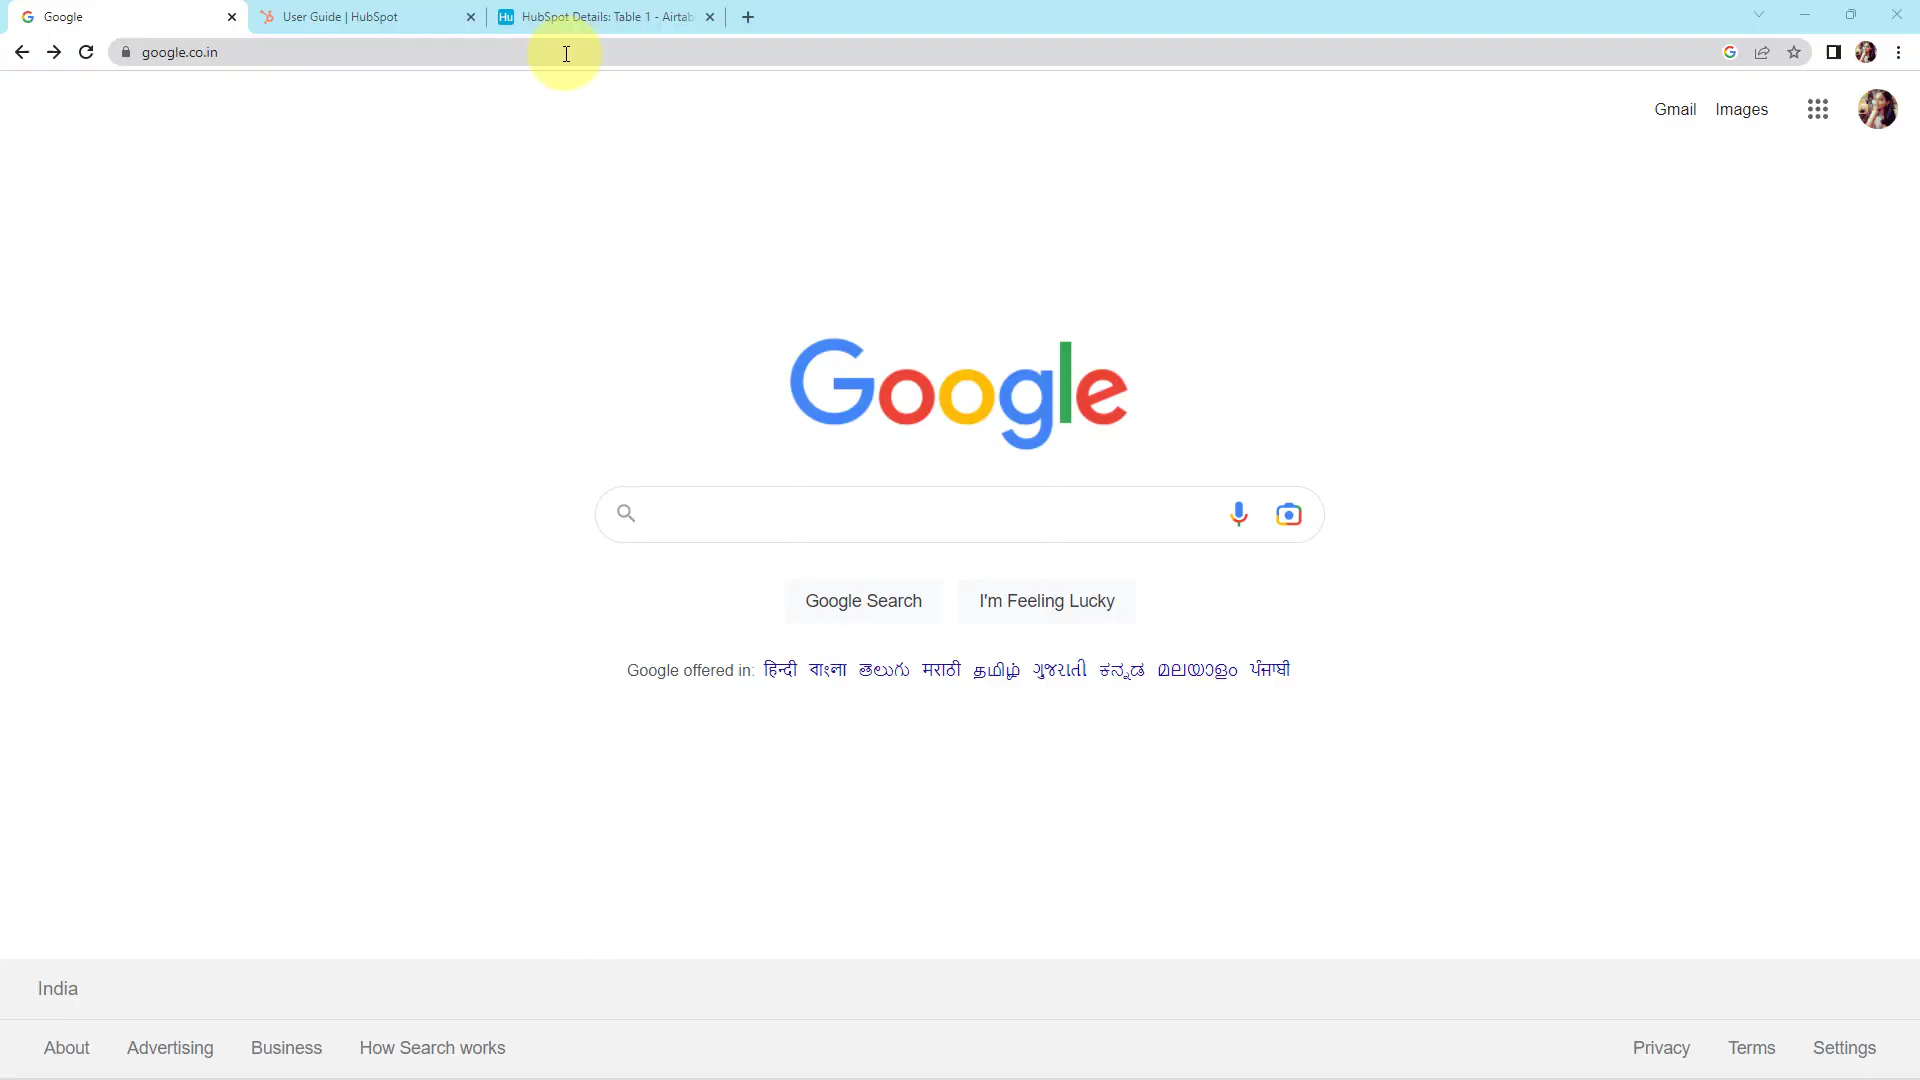 Google
User Guide | HubSpot
Hu HubSpot Details: Table 1 - Airtab
google.co.in
Gmail Images
Google
Google Search I'm Feeling Lucky
Google offered in: हिन्दी বাংলা తెలుగు मराठी தமிழ் ગુજરાતી ಕನ್ನಡ മലയാളം ਪੰਜਾਬੀ
India
About Advertising Business How Search works Privacy Terms Settings